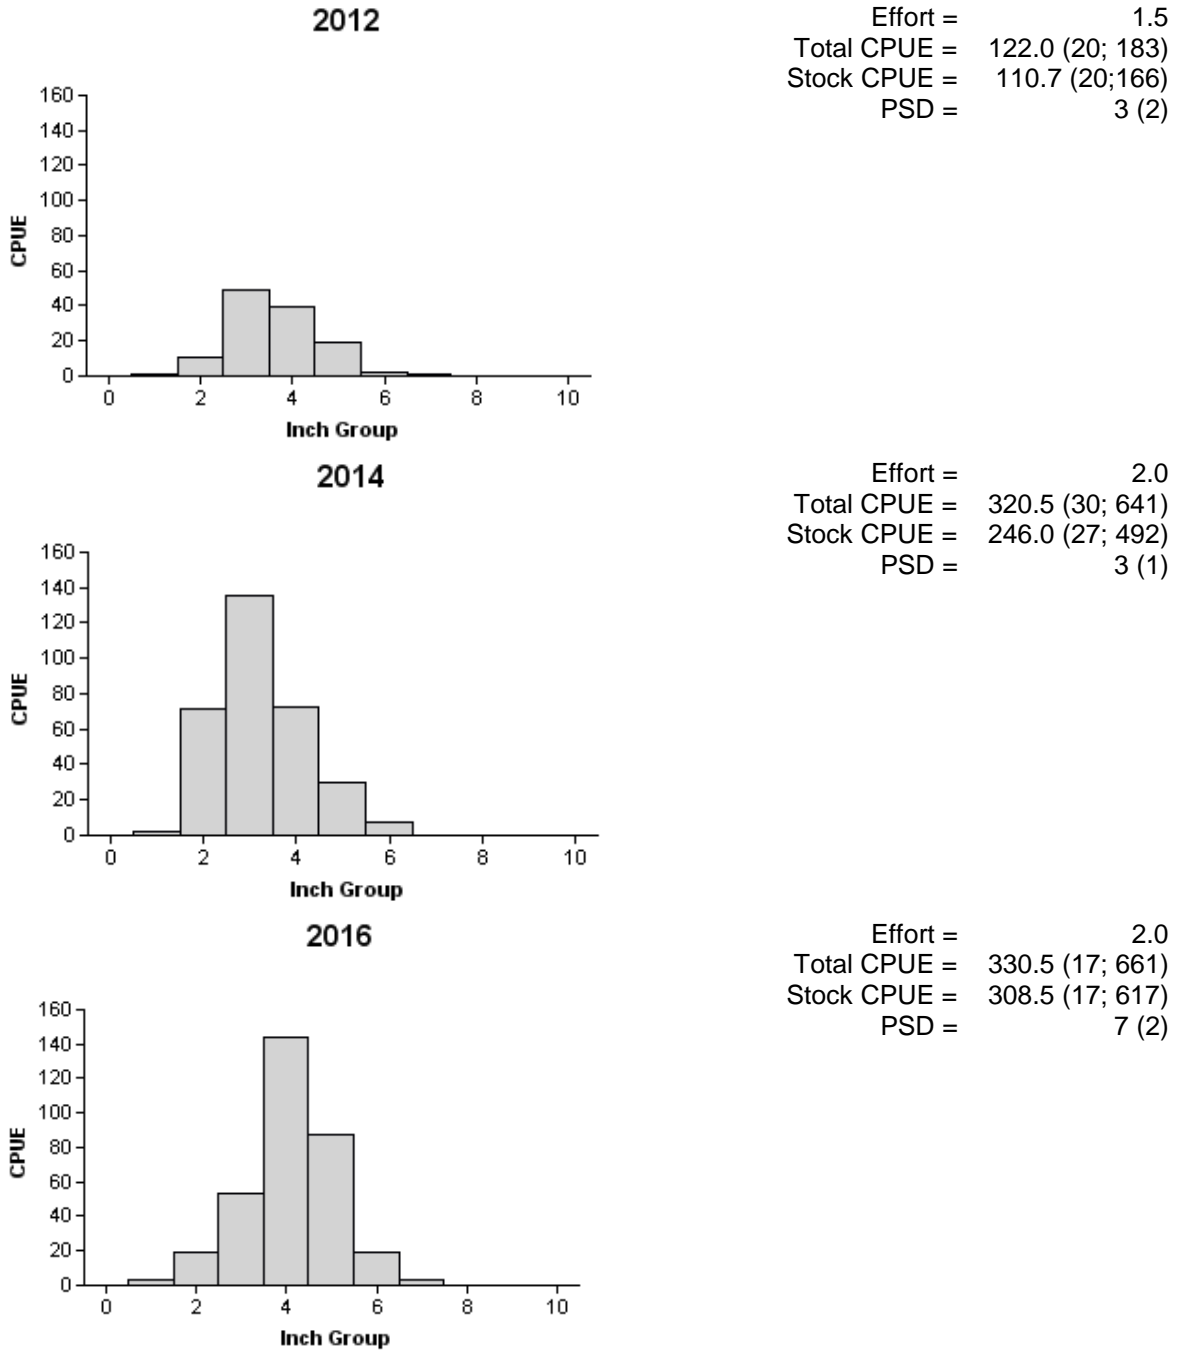 2012
Effort = 1.5
Total CPUE = 122.0 (20; 183)
Stock CPUE = 110.7 (20;166)
PSD = 3 (2)
160
140
120
100
80
60
40
20
0
CPUE
0 2 4 6 8 10
Inch Group
2014
Effort = 2.0
Total CPUE = 320.5 (30; 641)
Stock CPUE = 246.0 (27; 492)
PSD = 3 (1)
160
140
120
100
80
60
40
20
0
CPUE
0 2 4 6 8 10
Inch Group
2016
Effort = 2.0
Total CPUE = 330.5 (17; 661)
Stock CPUE = 308.5 (17; 617)
PSD = 7 (2)
160
140
120
100
80
60
40
20
0
CPUE
0 2 4 6 8 10
Inch Group